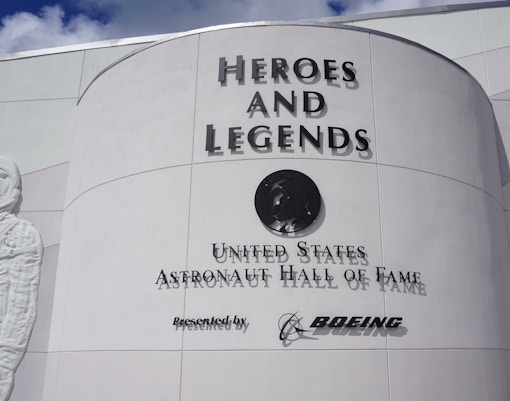 HEROES
AND
LEGENDS
UNITED STATES
ASTRONAUT HALL OF FAME
Presented by BOEING